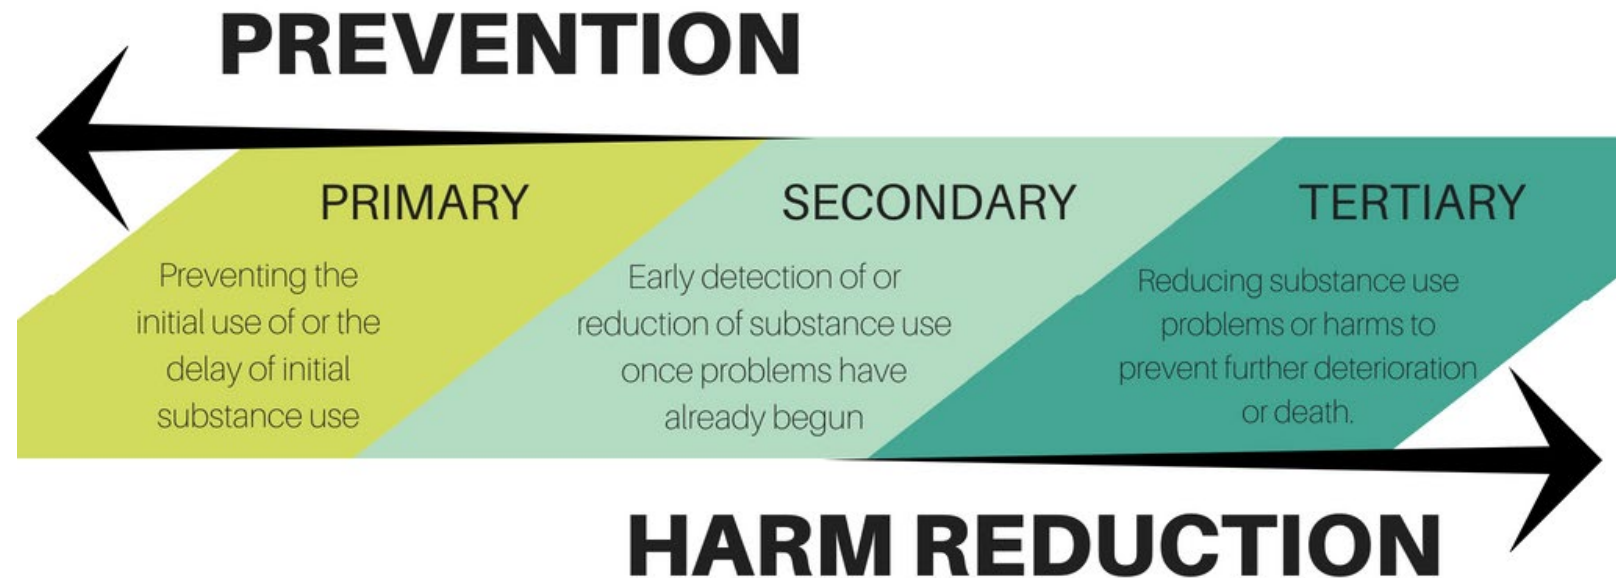 PREVENTION
PRIMARY
Preventing the
initial use of or the
delay of initial
substance use
SECONDARY
Early detection of or
reduction of substance use
once problems have
already begun
TERTIARY
Reducing substance use
problems or harms to
prevent further deterioration
or death.
HARM REDUCTION